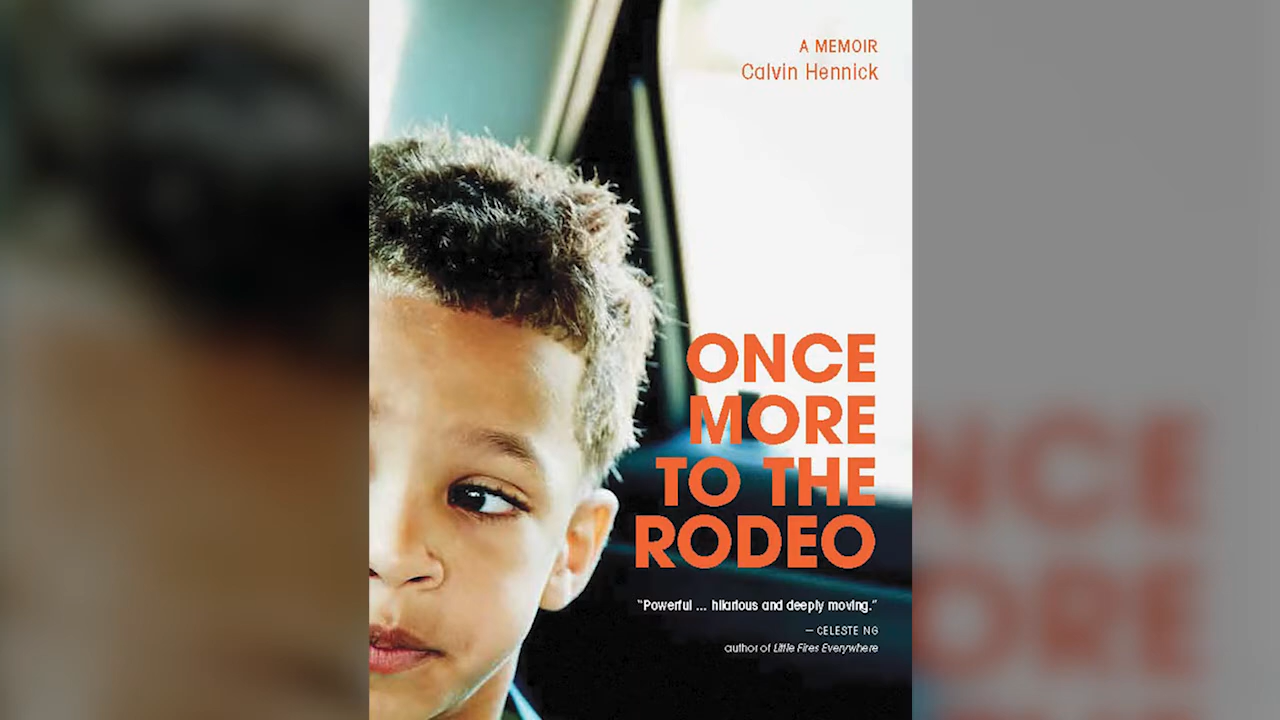 A MEMOIR
Calvin Hennick
ONCE
MORE
TO THE
RODEO
“Powerful ... hilarious and deeply moving.”
— CELESTE NG
author of Little Fires Everywhere